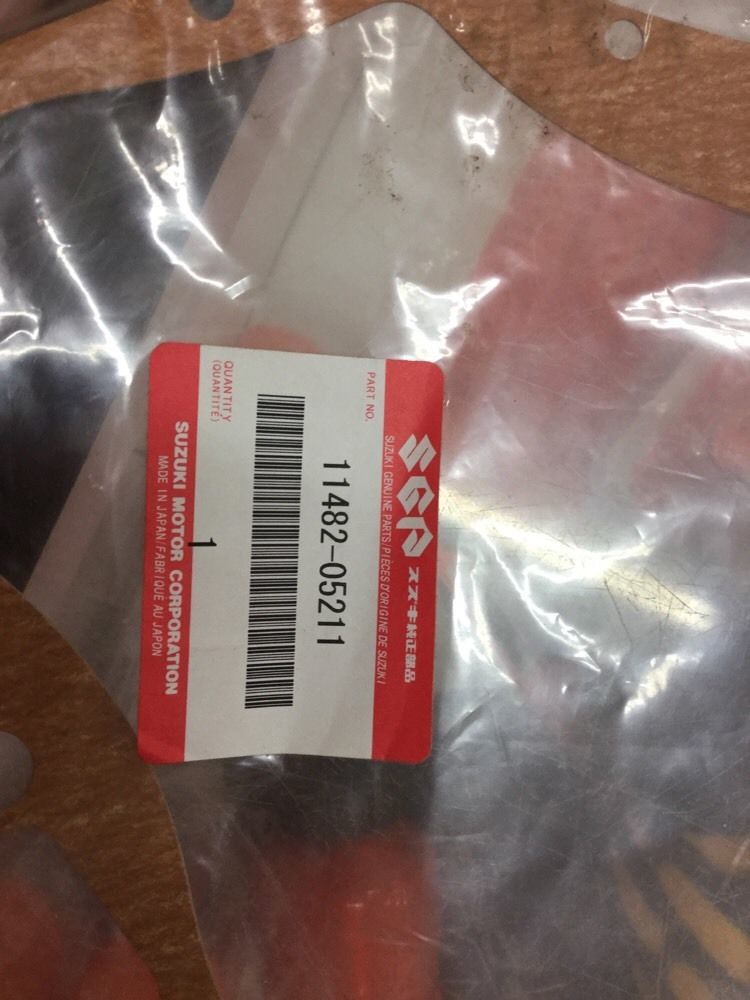 SGP スズキ純正部品
SUZUKI GENUINE PARTS/PIÈCES D'ORIGINE DE SUZUKI
PART NO.
11482-05211
QUANTITY
(QUANTITÉ)
1
SUZUKI MOTOR CORPORATION
MADE IN JAPAN/FABRIQUÉ AU JAPON